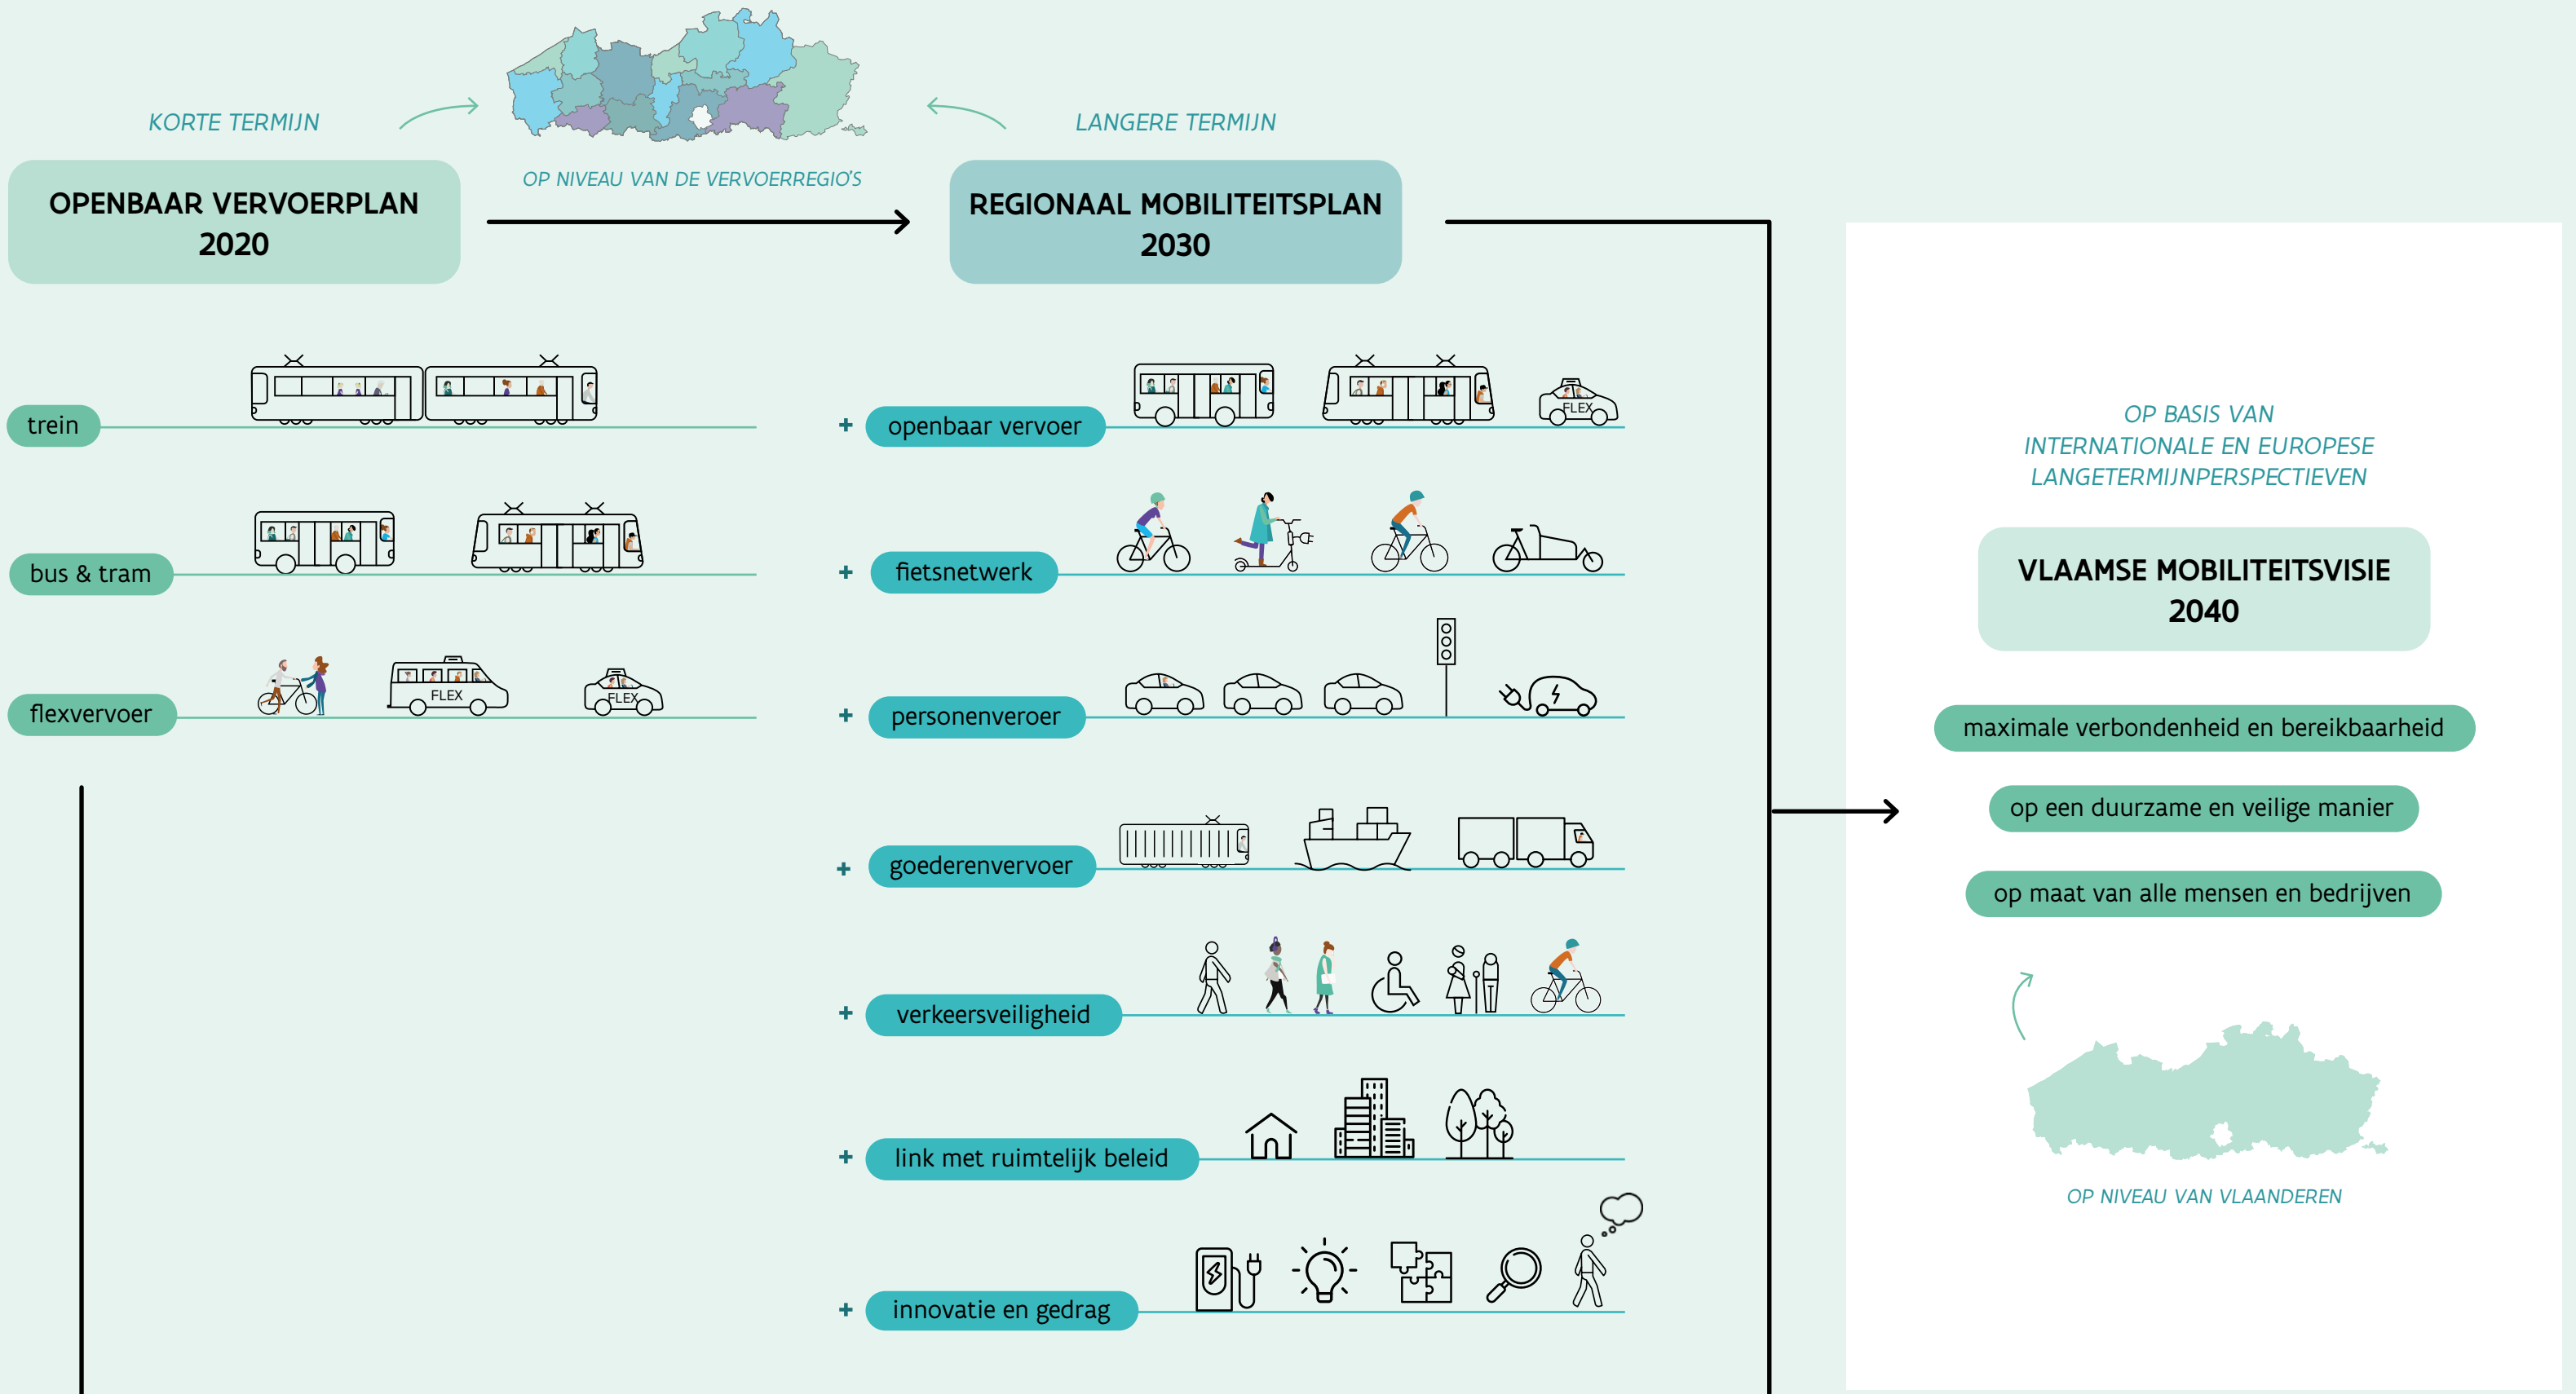 KORTE TERMIJN
OPENBAAR VERVOERPLAN
2020
OP NIVEAU VAN DE VERVOERREGIO'S
LANGERE TERMIJN
REGIONAAL MOBILITEITSPLAN
2030
trein
bus & tram
flexvervoer
FLEX
FLEX
+ openbaar vervoer
FLEX
+ fietsnetwerk
+ personenveroer
+ goederenvervoer
+ verkeersveiligheid
+ link met ruimtelijk beleid
+ innovatie en gedrag
OP BASIS VAN
INTERNATIONALE EN EUROPESE
LANGETERMIJNPERSPECTIEVEN
VLAAMSE MOBILITEITSVISIE
2040
maximale verbondenheid en bereikbaarheid
op een duurzame en veilige manier
op maat van alle mensen en bedrijven
OP NIVEAU VAN VLAANDEREN